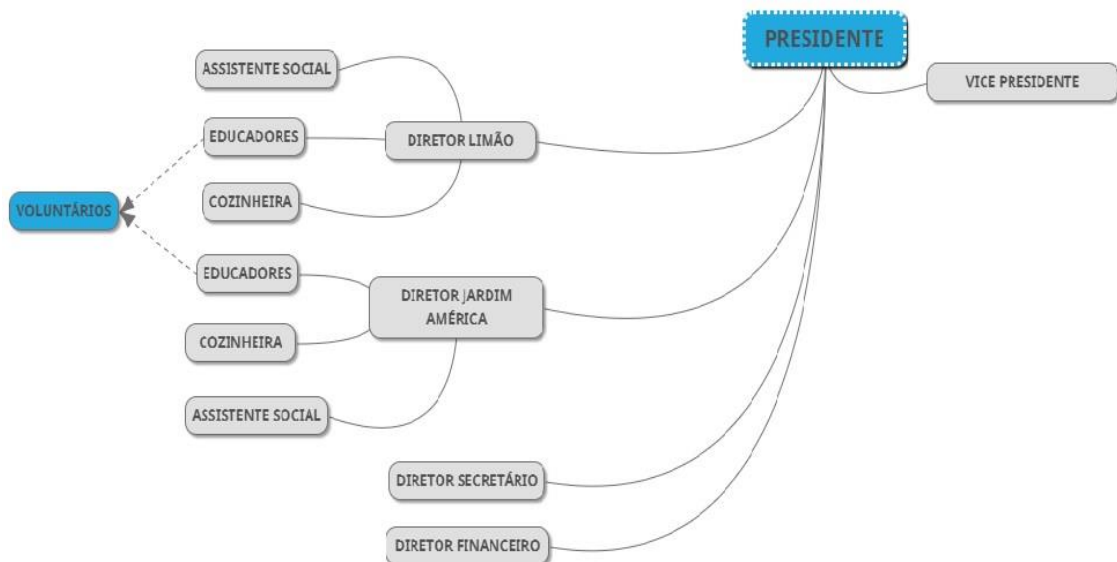 PRESIDENTE
VICE PRESIDENTE
ASSISTENTE SOCIAL
EDUCADORES
DIRETOR LIMÃO
COZINHEIRA
VOLUNTÁRIOS
EDUCADORES
DIRETOR JARDIM
AMÉRICA
COZINHEIRA
ASSISTENTE SOCIAL
DIRETOR SECRETÁRIO
DIRETOR FINANCEIRO